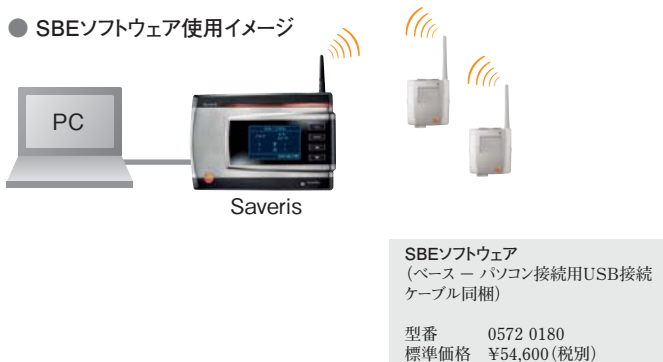 ● SBEソフトウェア使用イメージ
PC
Saveris
SBEソフトウェア
（ベース － パソコン接続用USB接続
ケーブル同梱）
型番 0572 0180
標準価格 ¥54,600（税別）